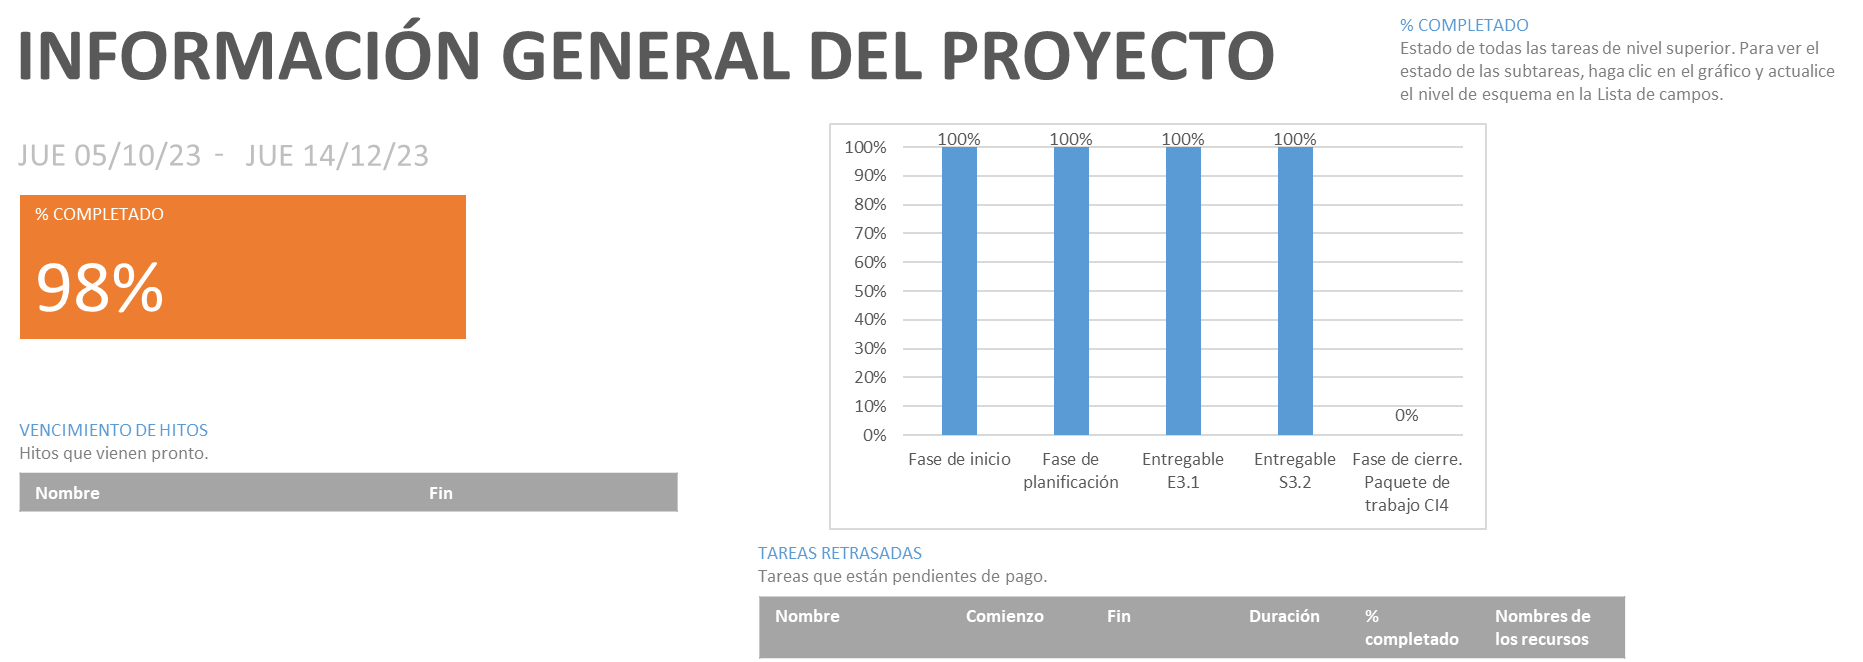 INFORMACIÓN GENERAL DEL PROYECTO
% COMPLETADO
Estado de todas las tareas de nivel superior. Para ver el
estado de las subtareas, haga clic en el gráfico y actualice
el nivel de esquema en la Lista de campos.
JUE 05/10/23 - JUE 14/12/23
% COMPLETADO
98%
100% 100% 100% 100%
100%
90%
80%
70%
60%
50%
40%
30%
20%
10%
0%
0%
Fase de inicio
Fase de
planificación
Entregable
E3.1
Entregable
S3.2
Fase de cierre.
Paquete de
trabajo CI4
VENCIMIENTO DE HITOS
Hitos que vienen pronto.
Nombre Fin
TAREAS RETRASADAS
Tareas que están pendientes de pago.
Nombre Comienzo Fin Duración % Nombres de
completado los recursos